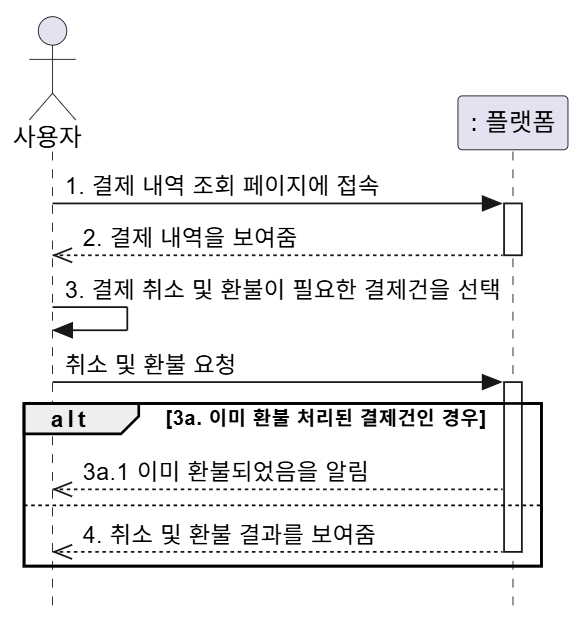 사용자
: 플랫폼
1. 결제 내역 조회 페이지에 접속
2. 결제 내역을 보여줌
3. 결제 취소 및 환불이 필요한 결제건을 선택
취소 및 환불 요청
alt
[3a. 이미 환불 처리된 결제건인 경우]
3a.1 이미 환불되었음을 알림
4. 취소 및 환불 결과를 보여줌